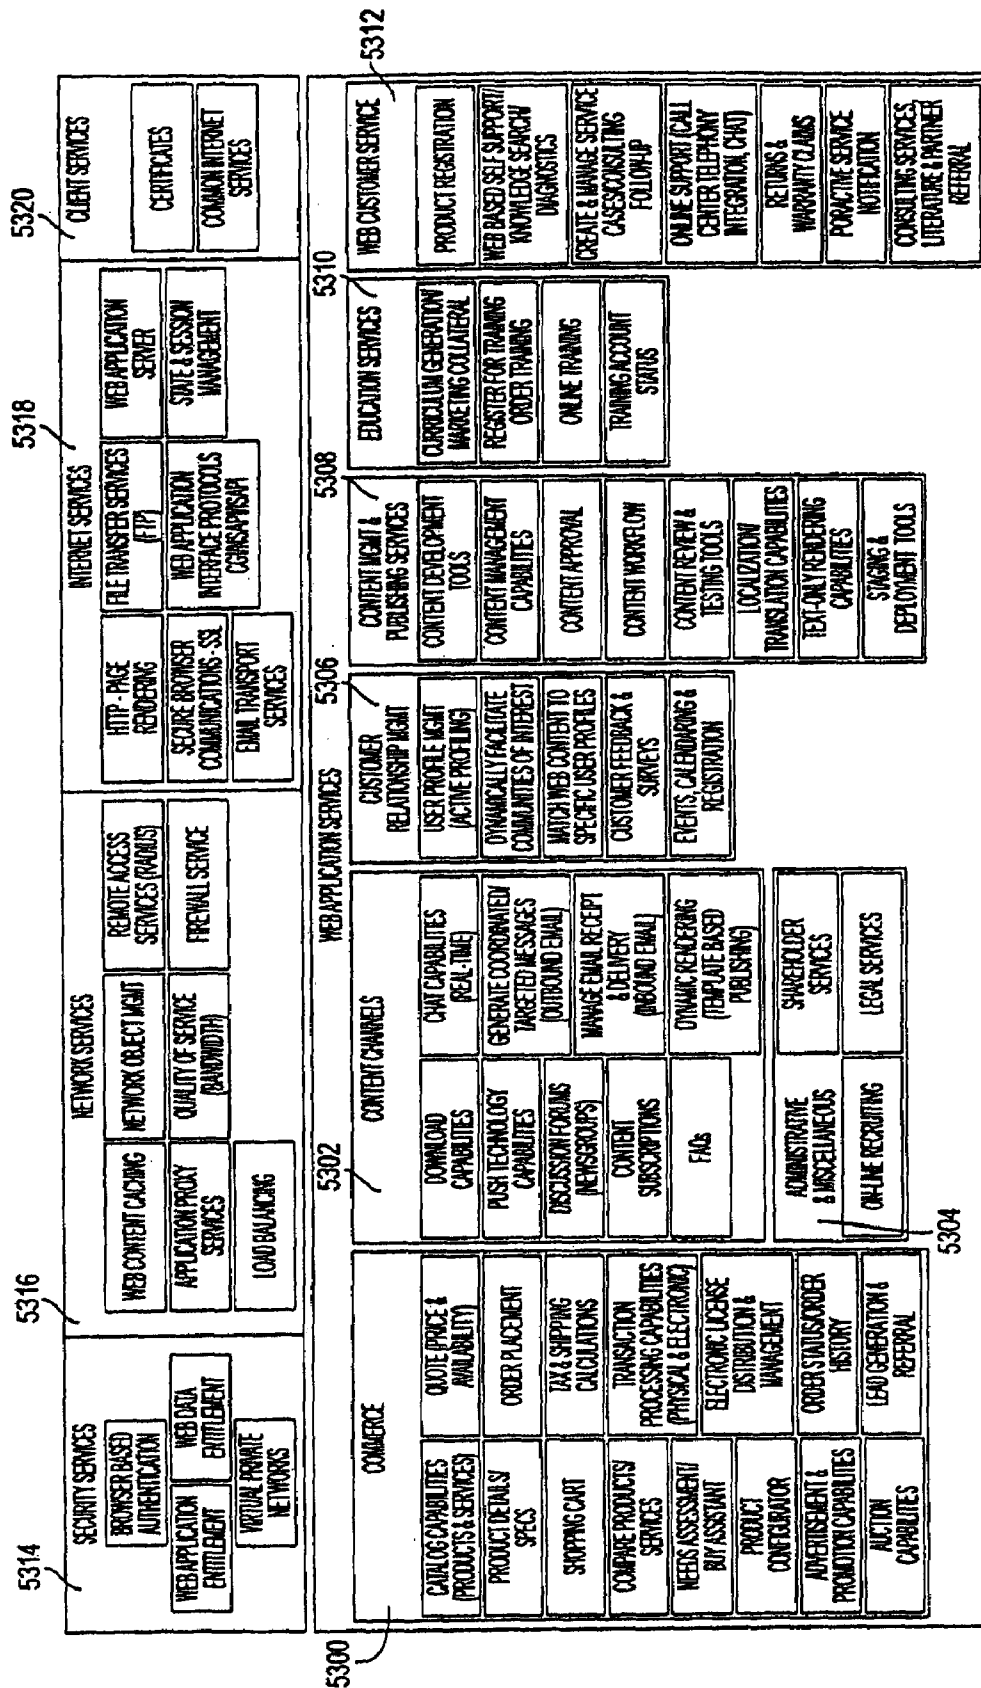 5314
5316
5318
5320
SECURITY SERVICES
BROWSER BASED
AUTHENTICATION
WEB APPLICATION
ENTITLEMENT
WEB DATA
ENTITLEMENT
VIRTUAL PRIVATE
NETWORKS
NETWORK SERVICES
WEB CONTENT CACHING
NETWORK OBJECT MGMT
REMOTE ACCESS
SERVICES (RADIUS)
APPLICATION PROXY
SERVICES
QUALITY OF SERVICE
(BANDWIDTH)
FIREWALL SERVICE
LOAD BALANCING
INTERNET SERVICES
HTTP - PAGE
RENDERING
FILE TRANSFER SERVICES
(FTP)
WEB APPLICATION
SERVER
SECURE BROWSER
COMMUNICATIONS - SSL
WEB APPLICATION
INTERFACE PROTOCOLS
STATE & SESSION
MANAGEMENT
EMAIL TRANSPORT
SERVICES
CLIENT SERVICES
CERTIFICATES
COMMON INTERNET
SERVICES
WEB APPLICATION SERVICES
5300
COMMERCE
CATALOG CAPABILITIES
(PRODUCTS & SERVICES)
QUOTE (PRICE &
AVAILABILITY)
PRODUCT DETAILS/
SPECS
ORDER PLACEMENT
SHOPPING CART
TAX & SHIPPING
CALCULATIONS
COMPARE PRODUCTS/
SERVICES
TRANSACTION
PROCESSING CAPABILITIES
(PHYSICAL & ELECTRONIC)
NEEDS ASSESSMENT/
BUY ASSISTANT
ELECTRONIC LICENSE
DISTRIBUTION &
MANAGEMENT
PRODUCT
CONFIGURATOR
ADVERTISEMENT &
PROMOTION CAPABILITIES
ORDER STATUS/ORDER
HISTORY
AUCTION
CAPABILITIES
LEAD GENERATION &
REFERRAL
5302
CONTENT CHANNELS
DOWNLOAD
CAPABILITIES
CHAT CAPABILITIES
(REAL-TIME)
PUSH TECHNOLOGY
CAPABILITIES
GENERATE COORDINATED/
TARGETED MESSAGES
(OUTBOUND EMAIL)
DISCUSSION FORUMS
(NEWSGROUPS)
MANAGE EMAIL RECEIPT
& DELIVERY
(INBOUND EMAIL)
CONTENT
SUBSCRIPTIONS
DYNAMIC RENDERING
(TEMPLATE BASED
PUBLISHING)
FAQs
5304
ADMINISTRATIVE
& MISCELLANEOUS
SHAREHOLDER
SERVICES
ON-LINE RECRUITING
LEGAL SERVICES
5306
CUSTOMER
RELATIONSHIP MGMT
USER PROFILE MGMT
(ACTIVE PROFILING)
DYNAMICALLY FACILITATE
COMMUNITIES OF INTEREST
MATCH WEB CONTENT TO
SPECIFIC USER PROFILES
CUSTOMER FEEDBACK &
SURVEYS
EVENTS, CALENDARING &
REGISTRATION
5308
CONTENT MGMT &
PUBLISHING SERVICES
CONTENT DEVELOPMENT
TOOLS
CONTENT MANAGEMENT
CAPABILITIES
CONTENT APPROVAL
CONTENT WORKFLOW
CONTENT REVIEW &
TESTING TOOLS
LOCALIZATION/
TRANSLATION CAPABILITIES
TEXT-ONLY RENDERING
CAPABILITIES
STAGING &
DEPLOYMENT TOOLS
5310
EDUCATION SERVICES
CURRICULUM GENERATION/
MARKETING COLLATERAL
REGISTER FOR TRAINING
ORDER TRAINING
ONLINE TRAINING
TRAINING ACCOUNT
STATUS
5312
WEB CUSTOMER SERVICE
PRODUCT REGISTRATION
WEB BASED SELF SUPPORT/
KNOWLEDGE SEARCH/
DIAGNOSTICS
CREATE & MANAGE SERVICE
CASES/CONSULTING
FOLLOW-UP
ONLINE SUPPORT (CALL
CENTER TELEPHONY
INTEGRATION, CHAT)
RETURNS &
WARRANTY CLAIMS
PORACTIVE SERVICE
NOTIFICATION
CONSULTING SERVICES,
LITERATURE & PARTNER
REFERRAL